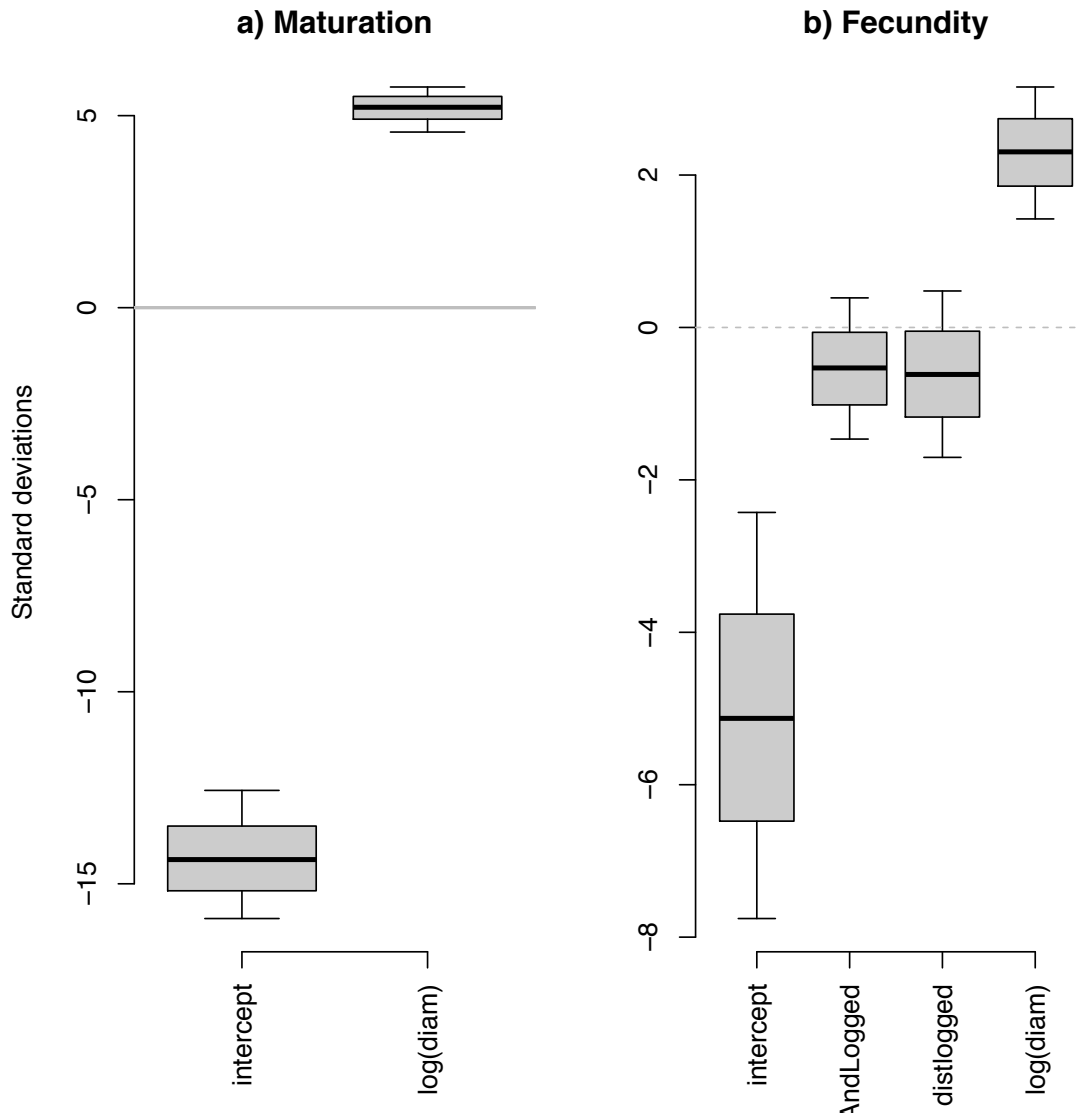 a) Maturation
b) Fecundity
Standard deviations
5
0
−5
−10
−15
intercept
log(diam)
2
0
−2
−4
−6
−8
intercept
AndLogged
distlogged
log(diam)